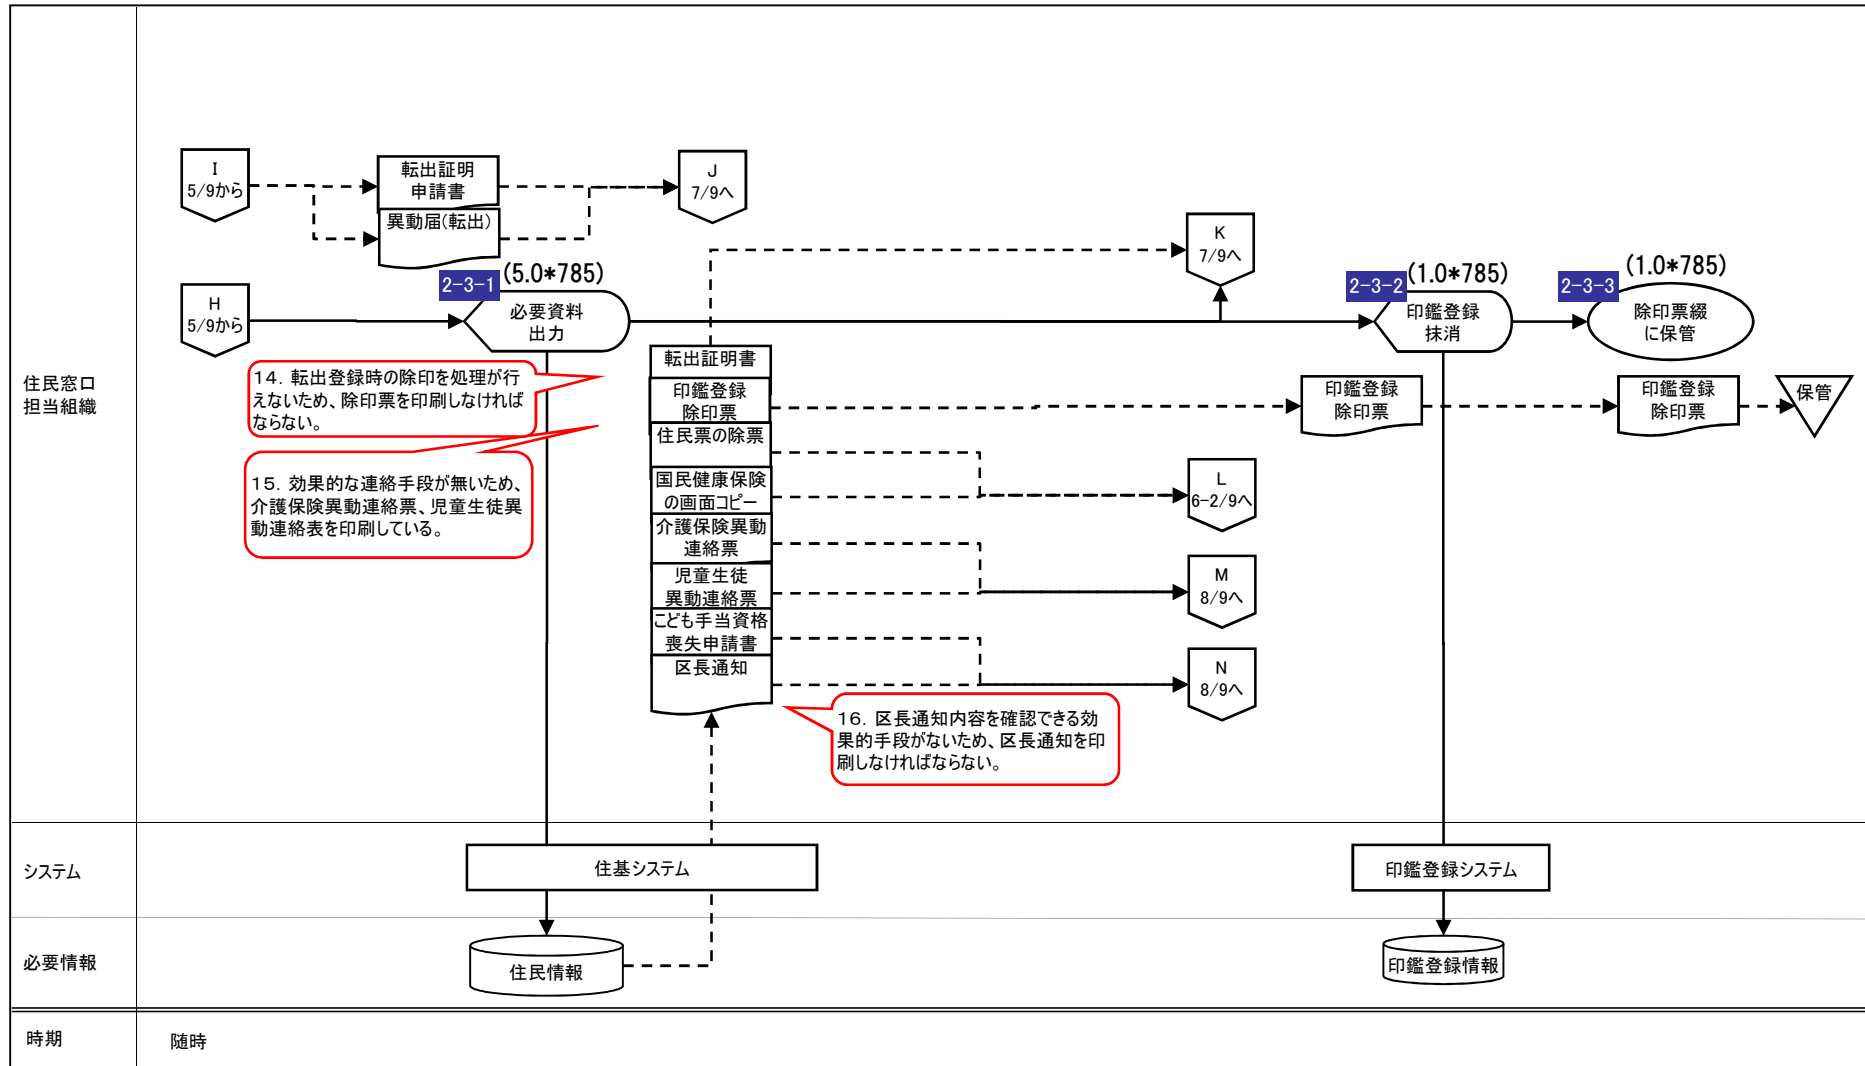 I
5/9から
転出証明
申請書
異動届(転出)
J
7/9へ
K
7/9へ
H
5/9から
2-3-1
(5.0*785)
必要資料
出力
2-3-2
(1.0*785)
印鑑登録
抹消
2-3-3
(1.0*785)
除印票綴
に保管
住民窓口
担当組織
14．転出登録時の除印を処理が行
えないため、除印票を印刷しなければ
ならない。
15．効果的な連絡手段が無いため、
介護保険異動連絡票、児童生徒異
動連絡表を印刷している。
転出証明書
印鑑登録
除印票
住民票の除票
国民健康保険
の画面コピー
介護保険異動
連絡票
児童生徒
異動連絡票
こども手当資格
喪失申請書
区長通知
印鑑登録
除印票
印鑑登録
除印票
保管
L
6-2/9へ
M
8/9へ
N
8/9へ
16．区長通知内容を確認できる効
果的手段がないため、区長通知を印
刷しなければならない。
システム
住基システム
印鑑登録システム
必要情報
住民情報
印鑑登録情報
時期
随時